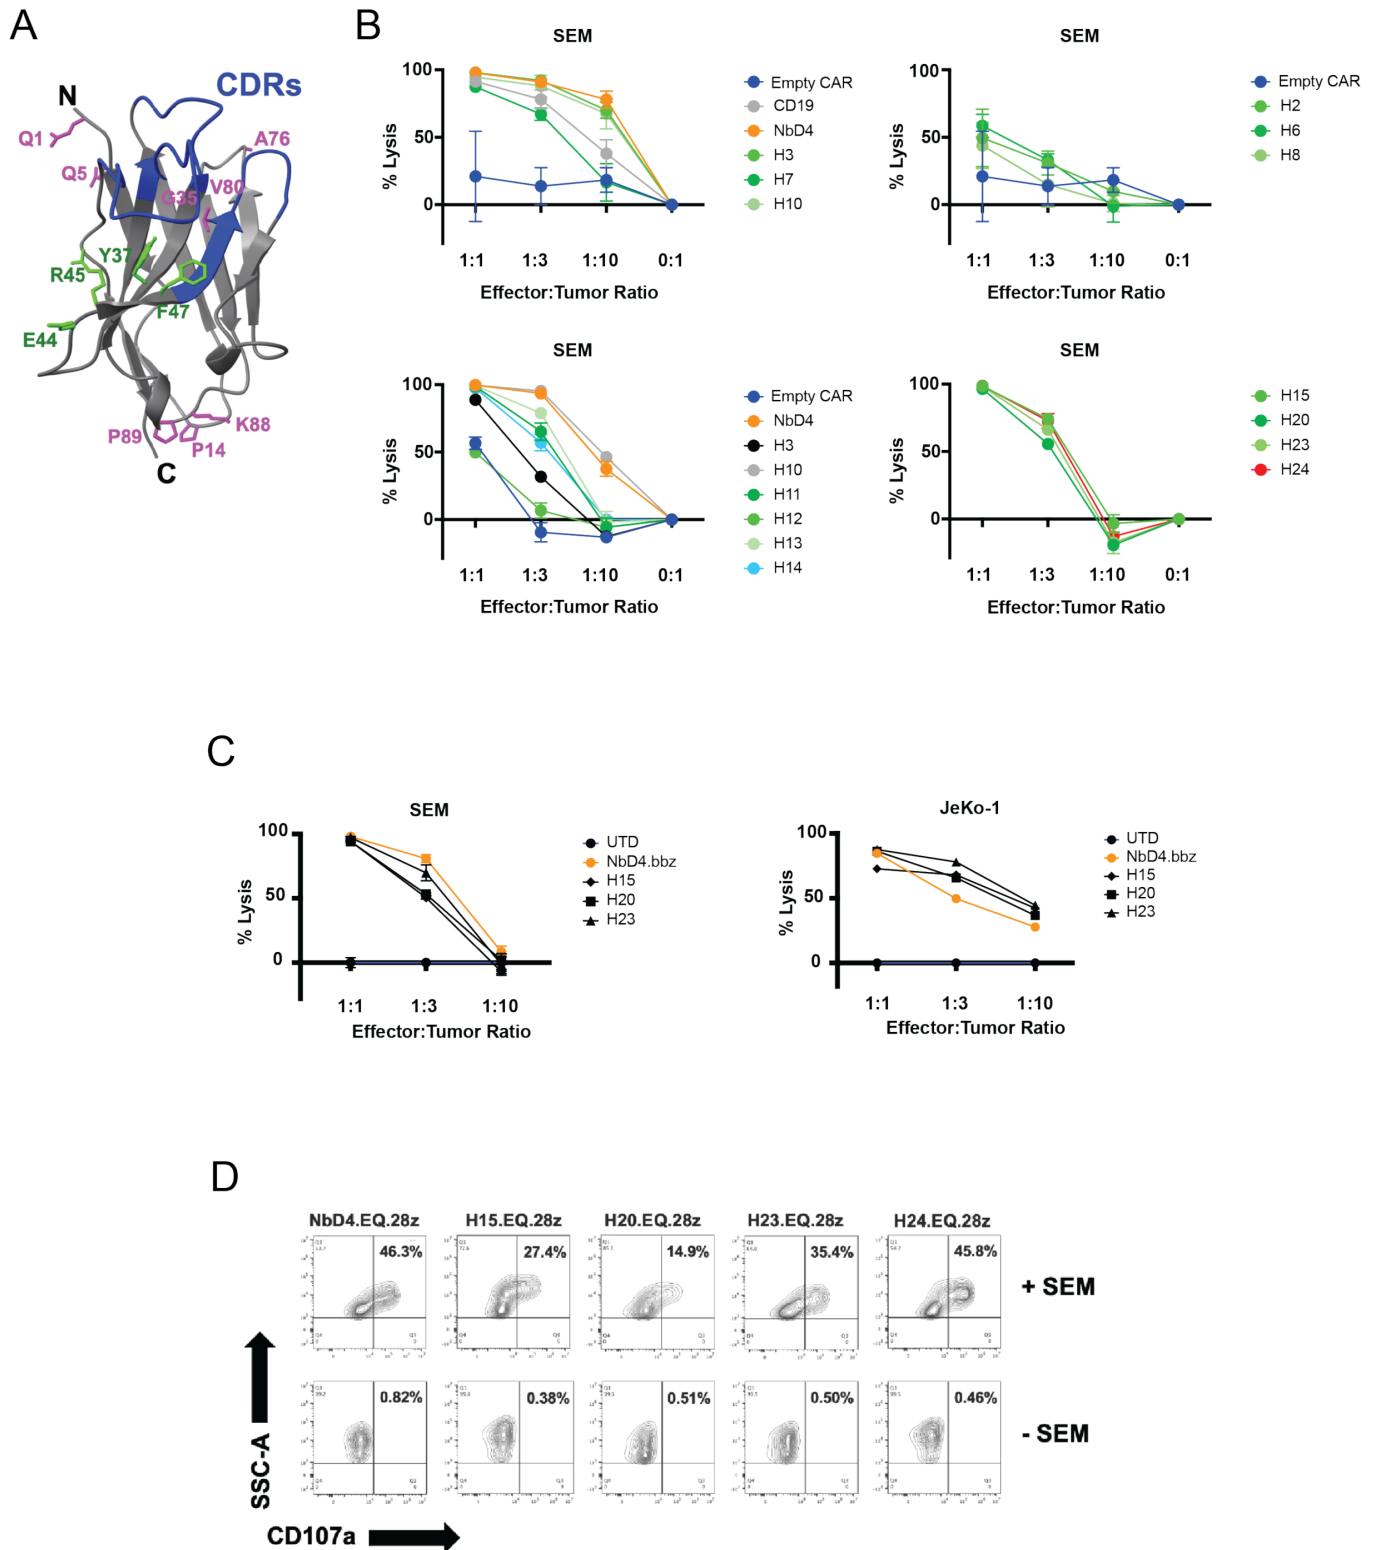 A
N
CDRs
Q1
A76
Q5
V80
G35
Y37
R45
F47
E44
K88
P89
P14
C
B
SEM
100
50
0
% Lysis
1:1 1:3 1:10 0:1
Effector:Tumor Ratio
Empty CAR
CD19
NbD4
H3
H7
H10
SEM
100
50
0
% Lysis
1:1 1:3 1:10 0:1
Effector:Tumor Ratio
Empty CAR
H2
H6
H8
SEM
100
50
0
% Lysis
1:1 1:3 1:10 0:1
Effector:Tumor Ratio
Empty CAR
NbD4
H3
H10
H11
H12
H13
H14
SEM
100
50
0
% Lysis
1:1 1:3 1:10 0:1
Effector:Tumor Ratio
H15
H20
H23
H24
C
SEM
100
50
0
% Lysis
1:1 1:3 1:10
Effector:Tumor Ratio
UTD
NbD4.bbz
H15
H20
H23
JeKo-1
100
50
0
% Lysis
1:1 1:3 1:10
Effector:Tumor Ratio
UTD
NbD4.bbz
H15
H20
H23
D
NbD4.EQ.28z H15.EQ.28z H20.EQ.28z H23.EQ.28z H24.EQ.28z
46.3% 27.4% 14.9% 35.4% 45.8%
+ SEM
0.82% 0.38% 0.51% 0.50% 0.46%
- SEM
SSC-A
CD107a